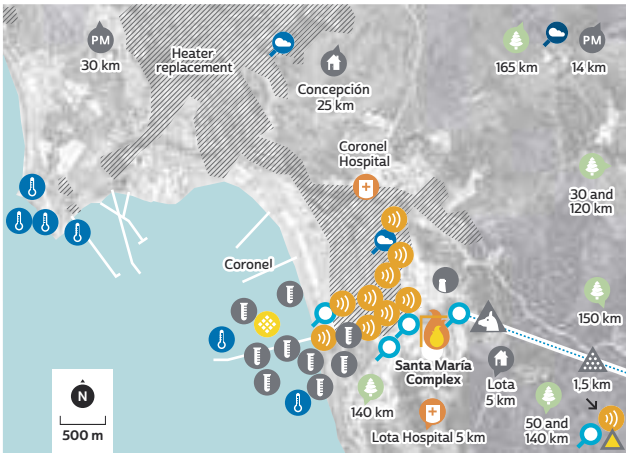 PM
30 km
Heater
replacement
Concepción
25 km
165 km
PM
14 km
Coronel
Hospital
30 and
120 km
Coronel
150 km
Santa María
Complex
Lota
5 km
1,5 km
140 km
Lota Hospital 5 km
50 and
140 km
N
500 m